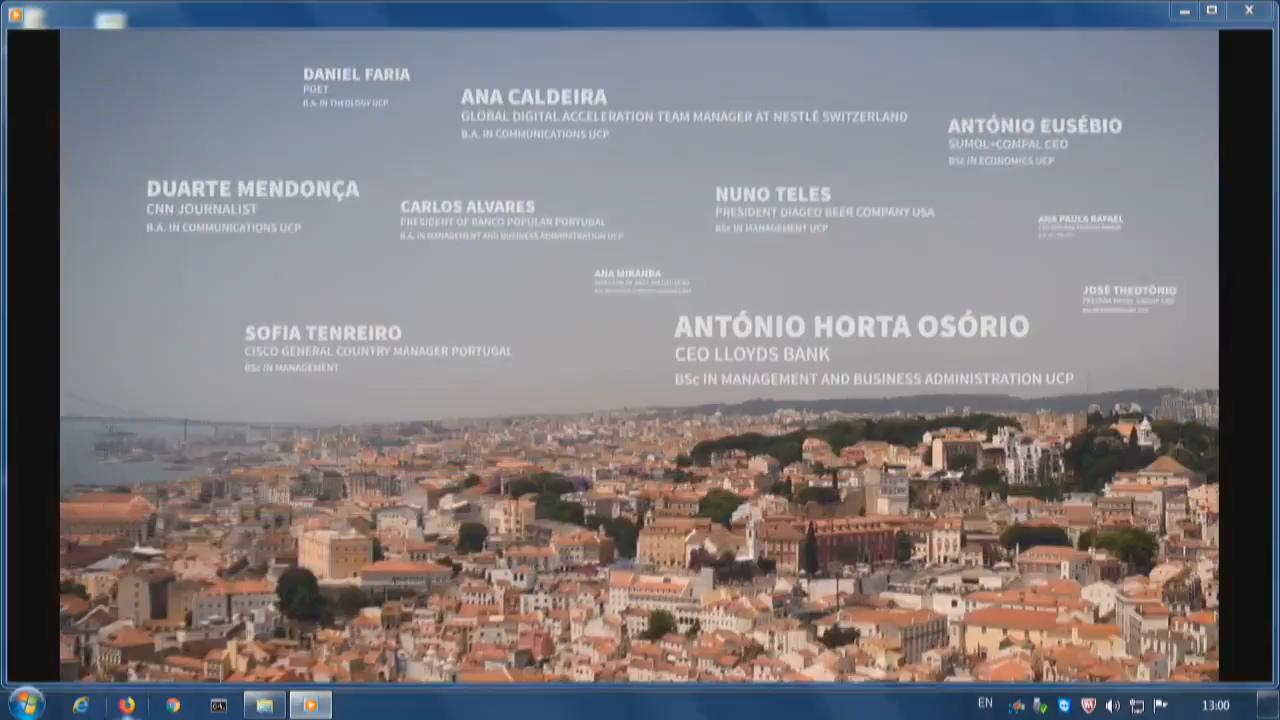 DANIEL FARIA
POET
B.A. IN THEOLOGY UCP
ANA CALDEIRA
GLOBAL DIGITAL ACCELERATION TEAM MANAGER AT NESTLÉ SWITZERLAND
B.A. IN COMMUNICATIONS UCP
ANTÓNIO EUSÉBIO
SUMOL+COMPAL CEO
BSc IN ECONOMICS UCP
DUARTE MENDONÇA
CNN JOURNALIST
B.A. IN COMMUNICATIONS UCP
CARLOS ALVARES
PRESIDENT OF BANCO POPULAR PORTUGAL
B.A. IN MANAGEMENT AND BUSINESS ADMINISTRATION UCP
NUNO TELES
PRESIDENT DIAGEO BEER COMPANY USA
BSc IN MANAGEMENT UCP
ANA PAULA RAFAEL
ANA MIRANDA
JOSÉ THEOTÓNIO
SOFIA TENREIRO
CISCO GENERAL COUNTRY MANAGER PORTUGAL
BSc IN MANAGEMENT
ANTÓNIO HORTA OSÓRIO
CEO LLOYDS BANK
BSc IN MANAGEMENT AND BUSINESS ADMINISTRATION UCP
EN
13:00